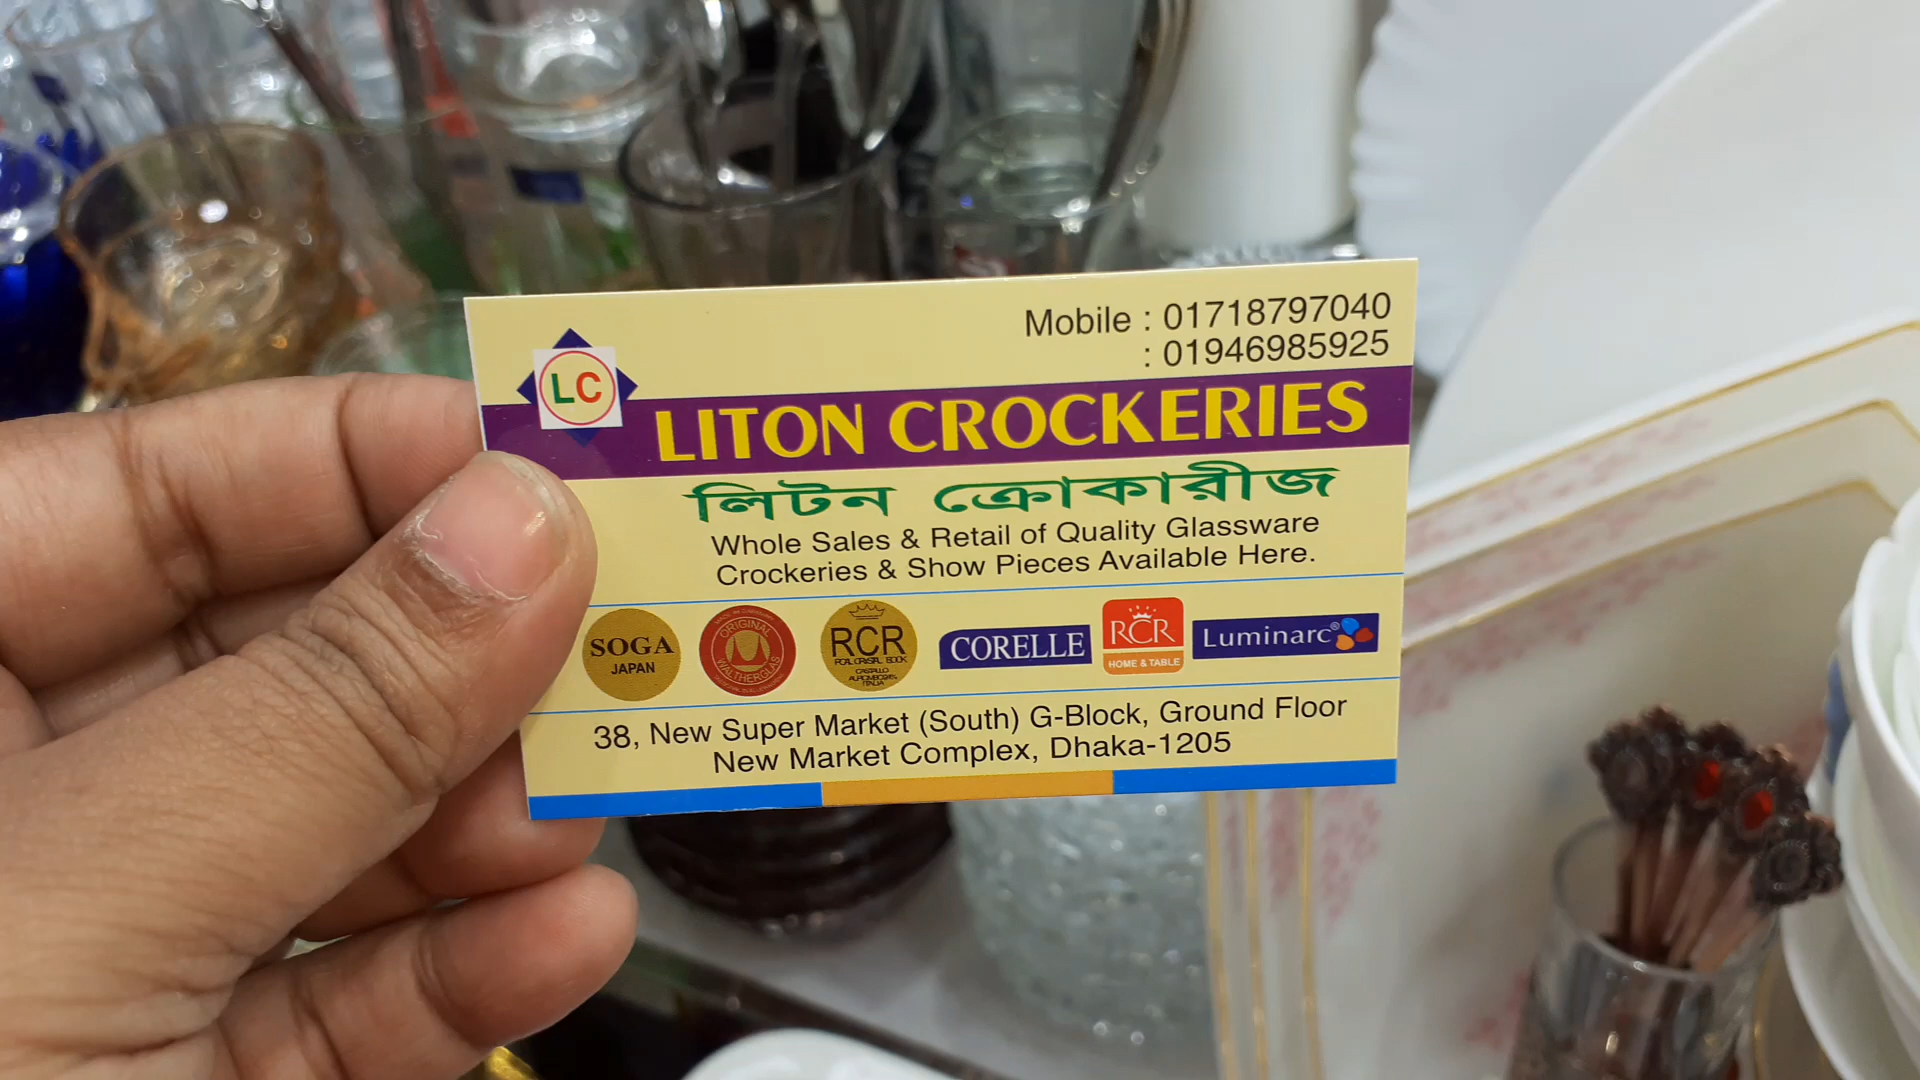 Mobile : 01718797040
: 01946985925
LC
LITON CROCKERIES
লিটন ক্রোকারীজ
Whole Sales & Retail of Quality Glassware
Crockeries & Show Pieces Available Here.
SOGA
JAPAN
ORIGINAL
WALTHERGLAS
RCR
CORELLE
RCR
HOME & TABLE
Luminarc®
38, New Super Market (South) G-Block, Ground Floor
New Market Complex, Dhaka-1205